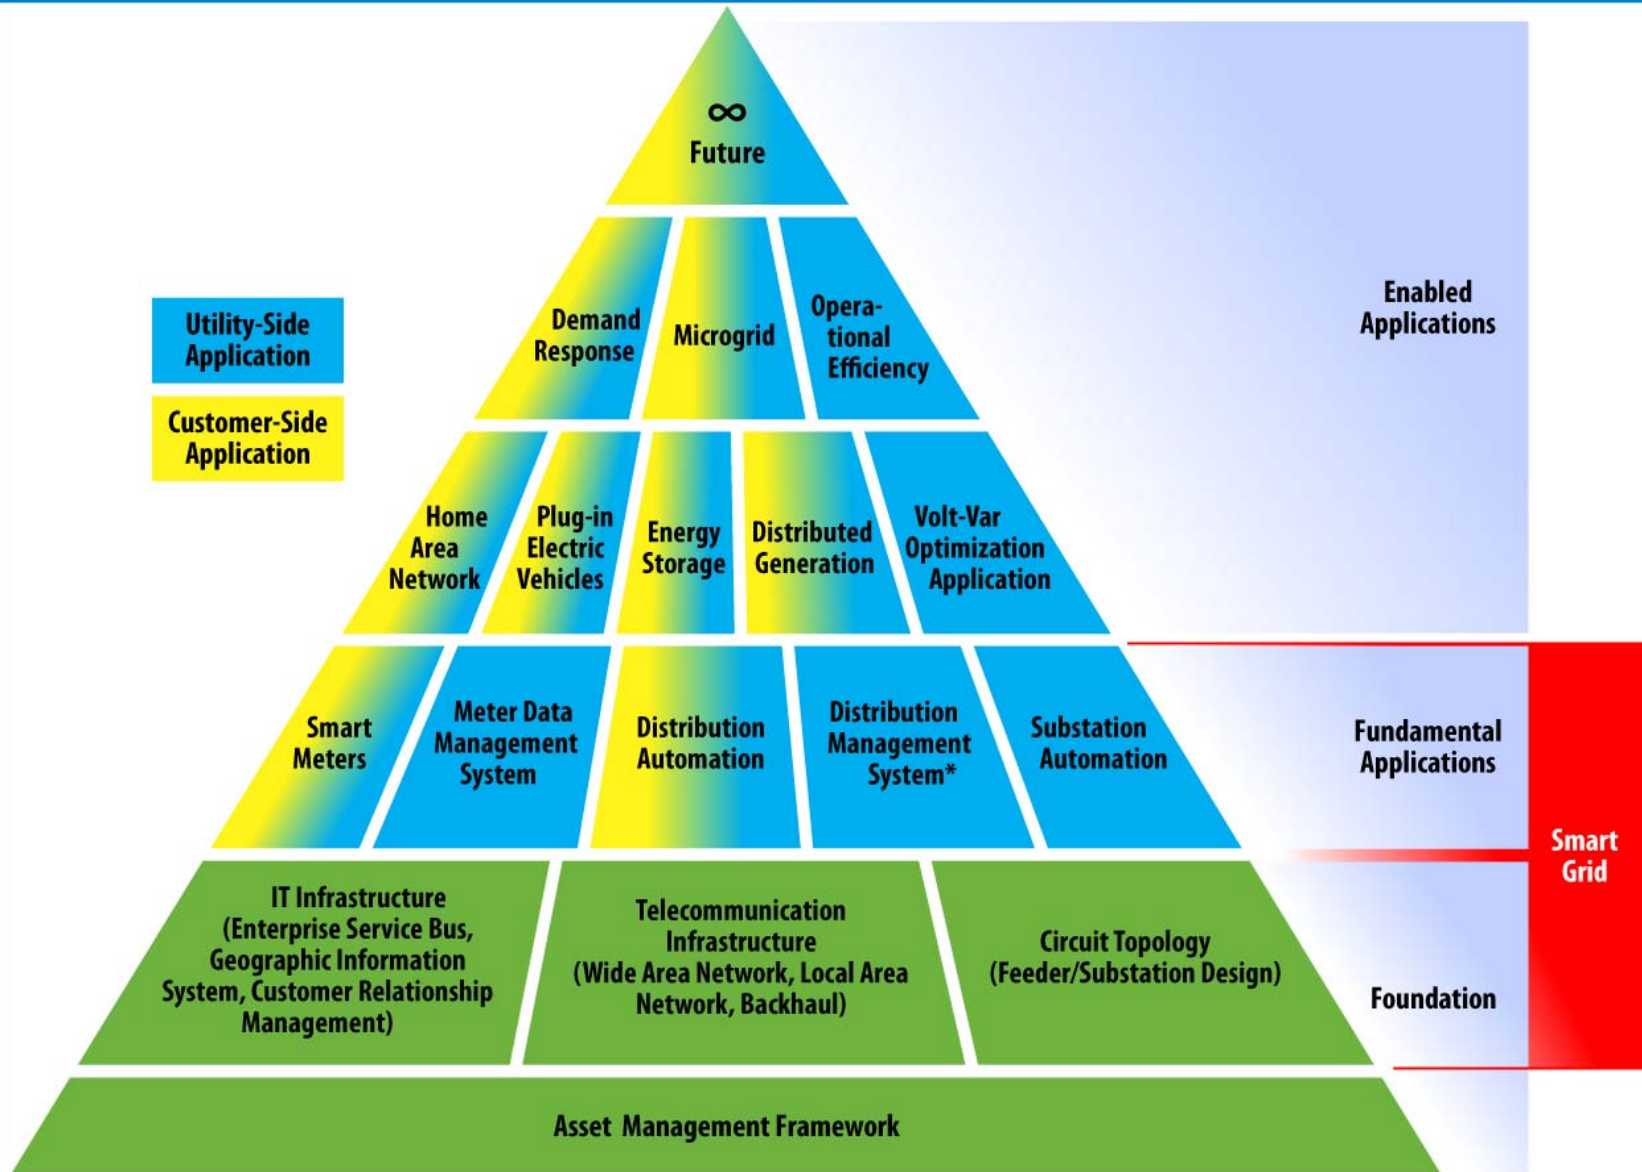 ∞
Future
Demand
Response
Microgrid
Opera-
tional
Efficiency
Enabled
Applications
Utility-Side
Application
Customer-Side
Application
Home
Area
Network
Plug-in
Electric
Vehicles
Energy
Storage
Distributed
Generation
Volt-Var
Optimization
Application
Smart
Meters
Meter Data
Management
System
Distribution
Automation
Distribution
Management
System*
Substation
Automation
Fundamental
Applications
Smart
Grid
IT Infrastructure
(Enterprise Service Bus,
Geographic Information
System, Customer Relationship
Management)
Telecommunication
Infrastructure
(Wide Area Network, Local Area
Network, Backhaul)
Circuit Topology
(Feeder/Substation Design)
Foundation
Asset Management Framework